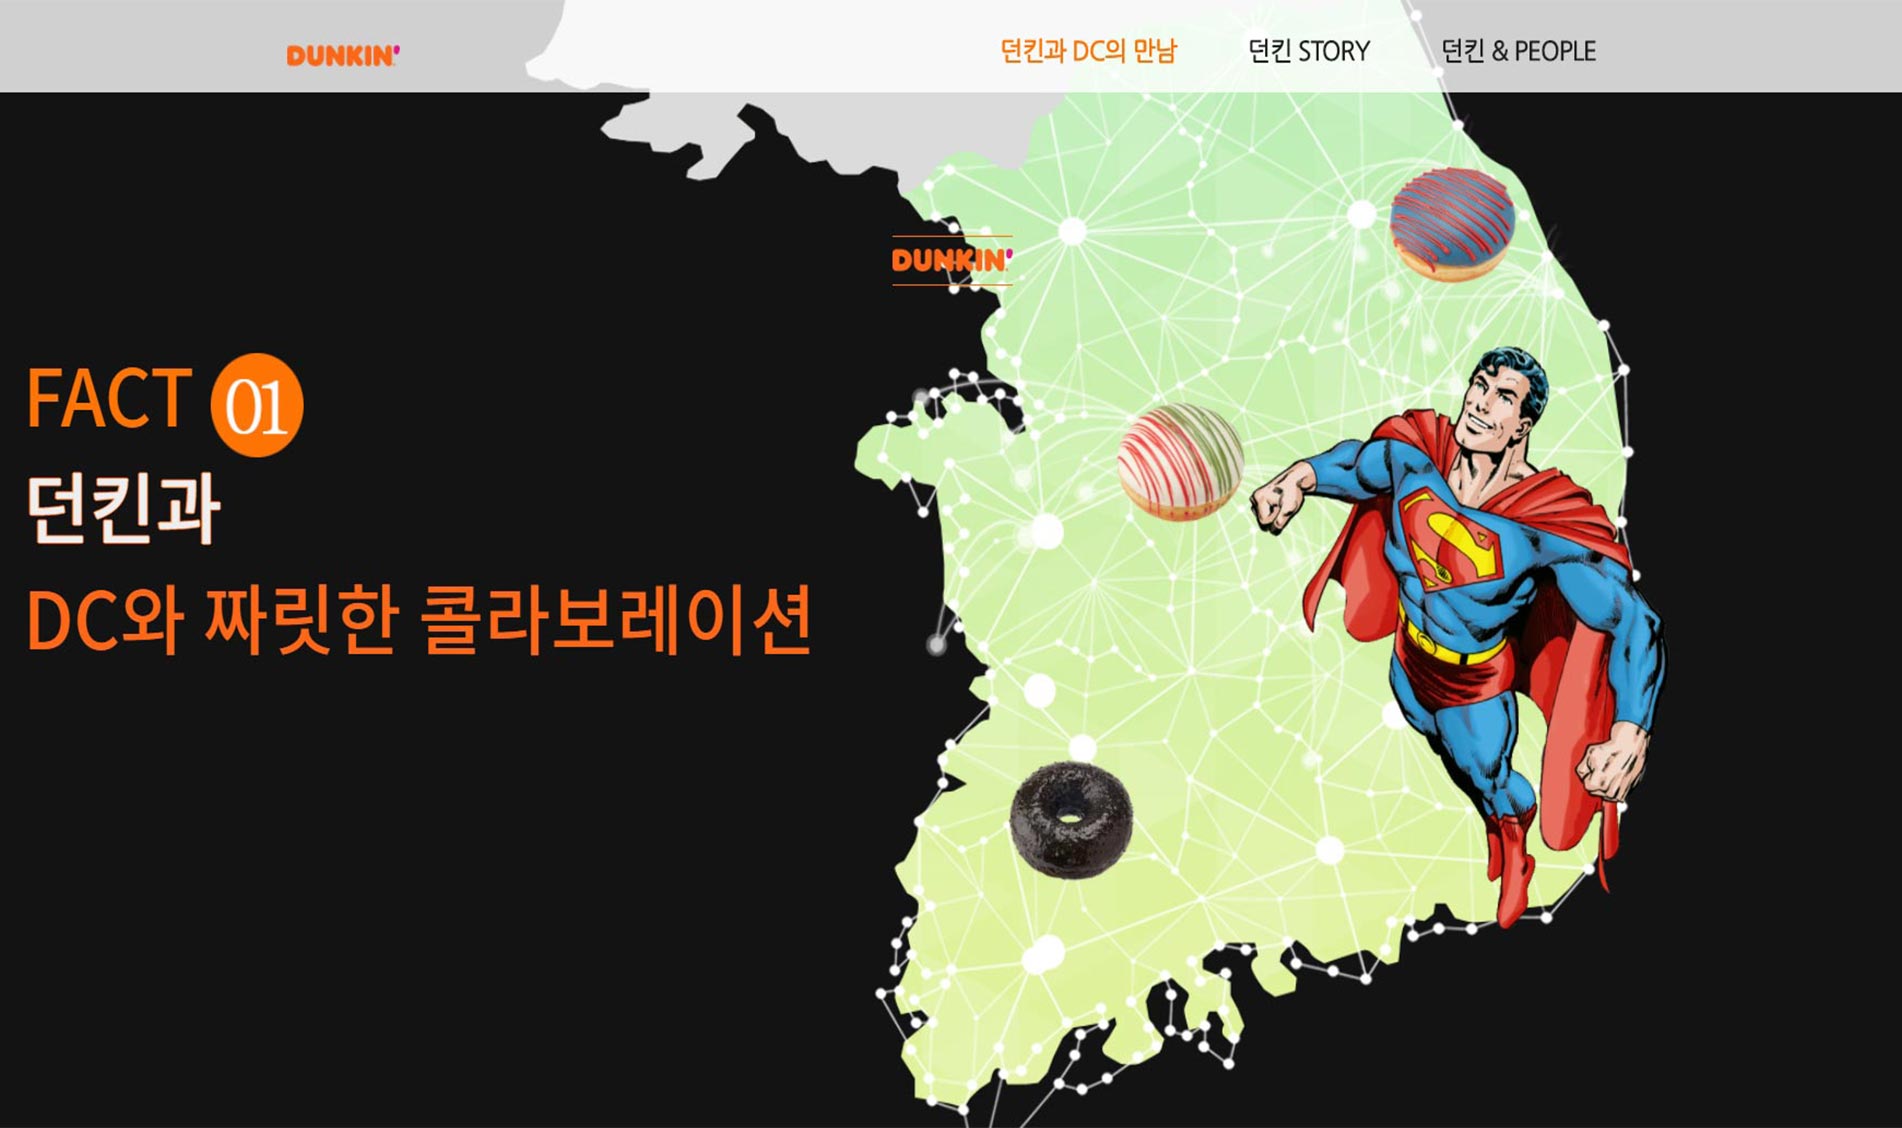 DUNKIN'
던킨과 DC의 만남
던킨 STORY
던킨 & PEOPLE
DUNKIN'
FACT 01
던킨과
DC와 짜릿한 콜라보레이션